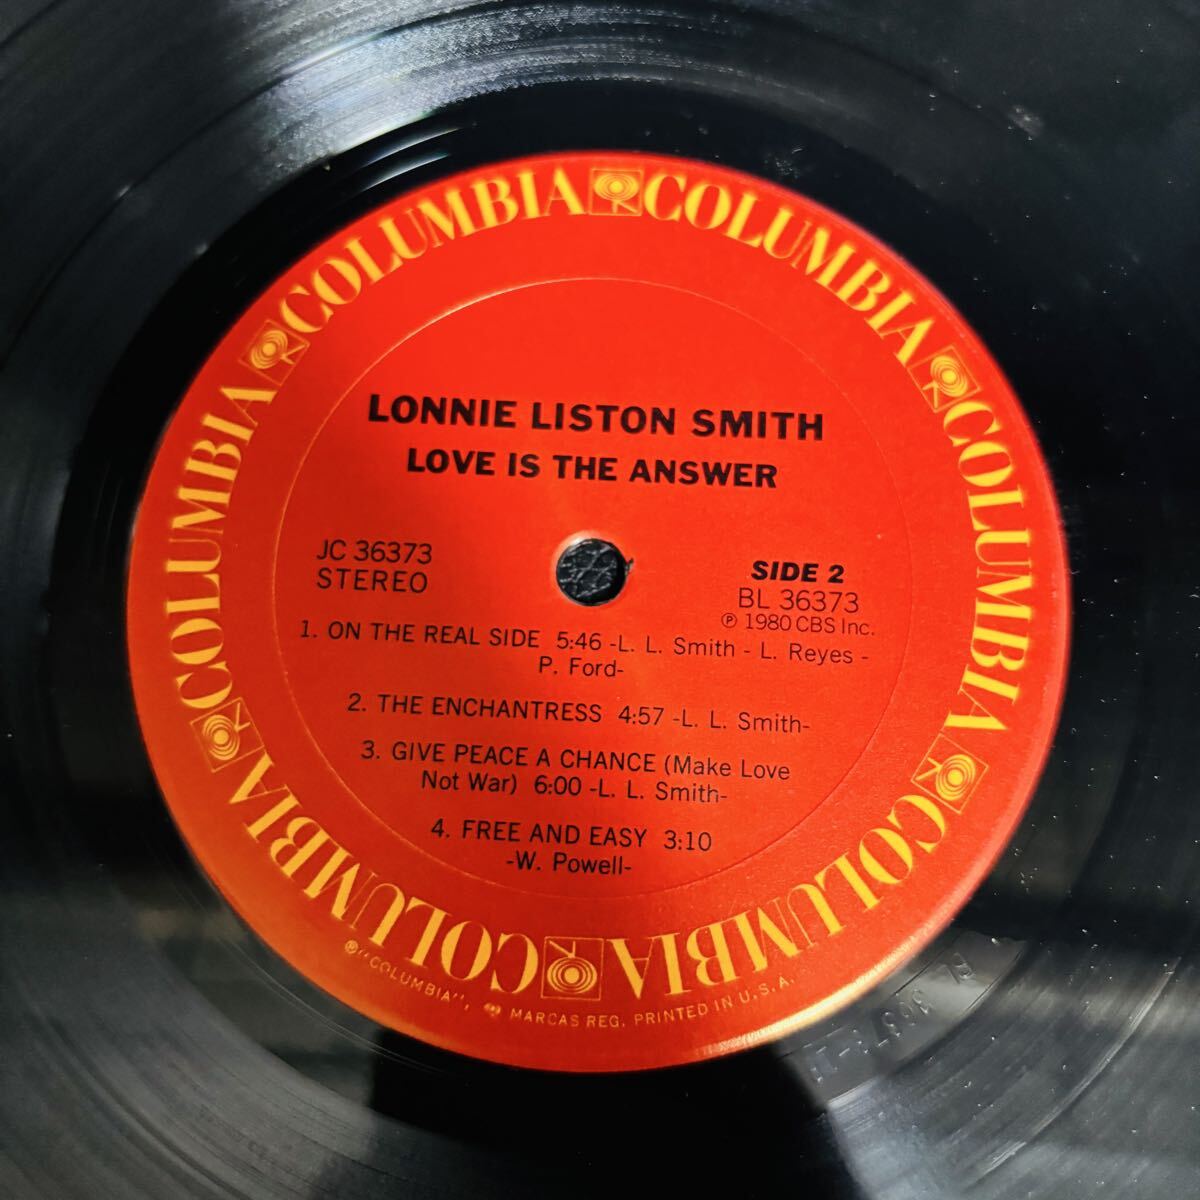 COLUMBIA COLUMBIA COLUMBIA COLUMBIA COLUMBIA COLUMBIA COLUMBIA
LONNIE LISTON SMITH
LOVE IS THE ANSWER
JC 36373
STEREO
SIDE 2
BL 36373
℗ 1980 CBS Inc.
1. ON THE REAL SIDE 5:46 -L. L. Smith - L. Reyes -
P. Ford-
2. THE ENCHANTRESS 4:57 -L. L. Smith-
3. GIVE PEACE A CHANCE (Make Love
Not War) 6:00 -L. L. Smith-
4. FREE AND EASY 3:10
-W. Powell-
®"COLUMBIA", MARCAS REG. PRINTED IN U.S.A.